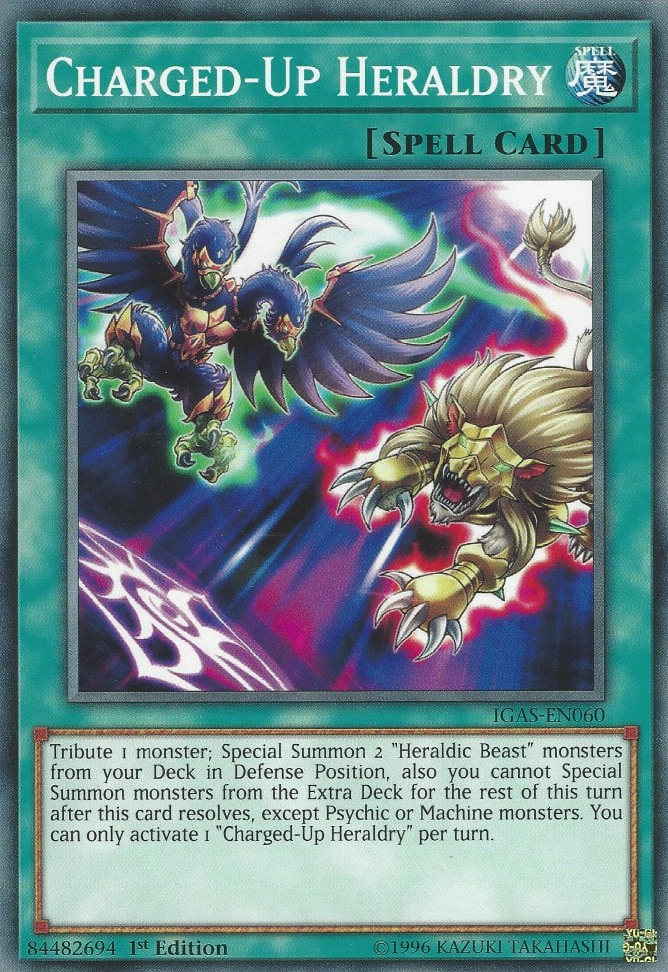 Charged-Up Heraldry
SPELL
魔
[Spell Card]
IGAS-EN060
Tribute 1 monster; Special Summon 2 "Heraldic Beast" monsters
from your Deck in Defense Position, also you cannot Special
Summon monsters from the Extra Deck for the rest of this turn
after this card resolves, except Psychic or Machine monsters. You
can only activate 1 "Charged-Up Heraldry" per turn.
84482694 1st Edition ©1996 KAZUKI TAKAHASHI